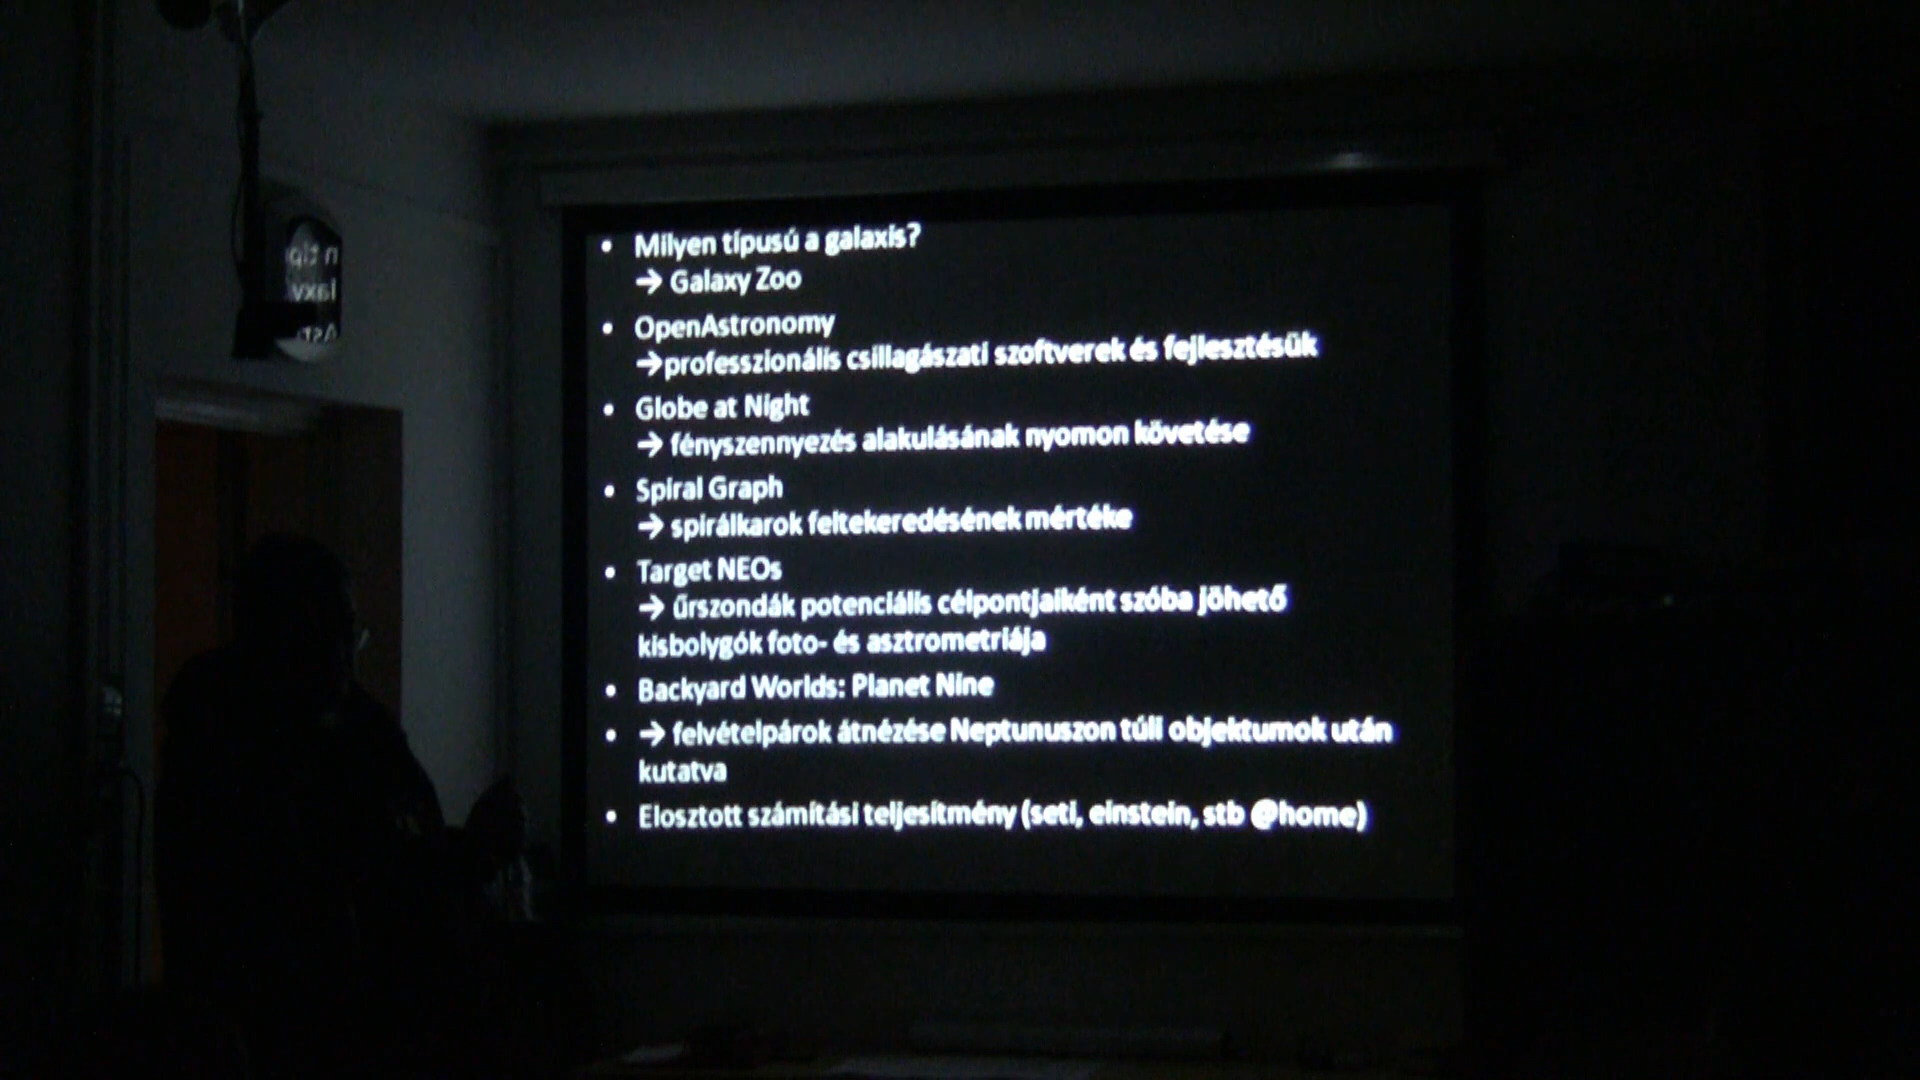 • Milyen típusú a galaxis?
→ Galaxy Zoo
• OpenAstronomy
→professzionális csillagászati szoftverek és fejlesztésük
• Globe at Night
→ fényszennyezés alakulásának nyomon követése
• Spiral Graph
→ spirálkarok feltekeredésének mértéke
• Target NEOs
→ űrszondák potenciális célpontjaiként szóba jöhető
kisbolygók foto- és asztrometriája
• Backyard Worlds: Planet Nine
• → felvételpárok átnézése Neptunuszon túli objektumok után
kutatva
• Elosztott számítási teljesítmény (seti, einstein, stb @home)